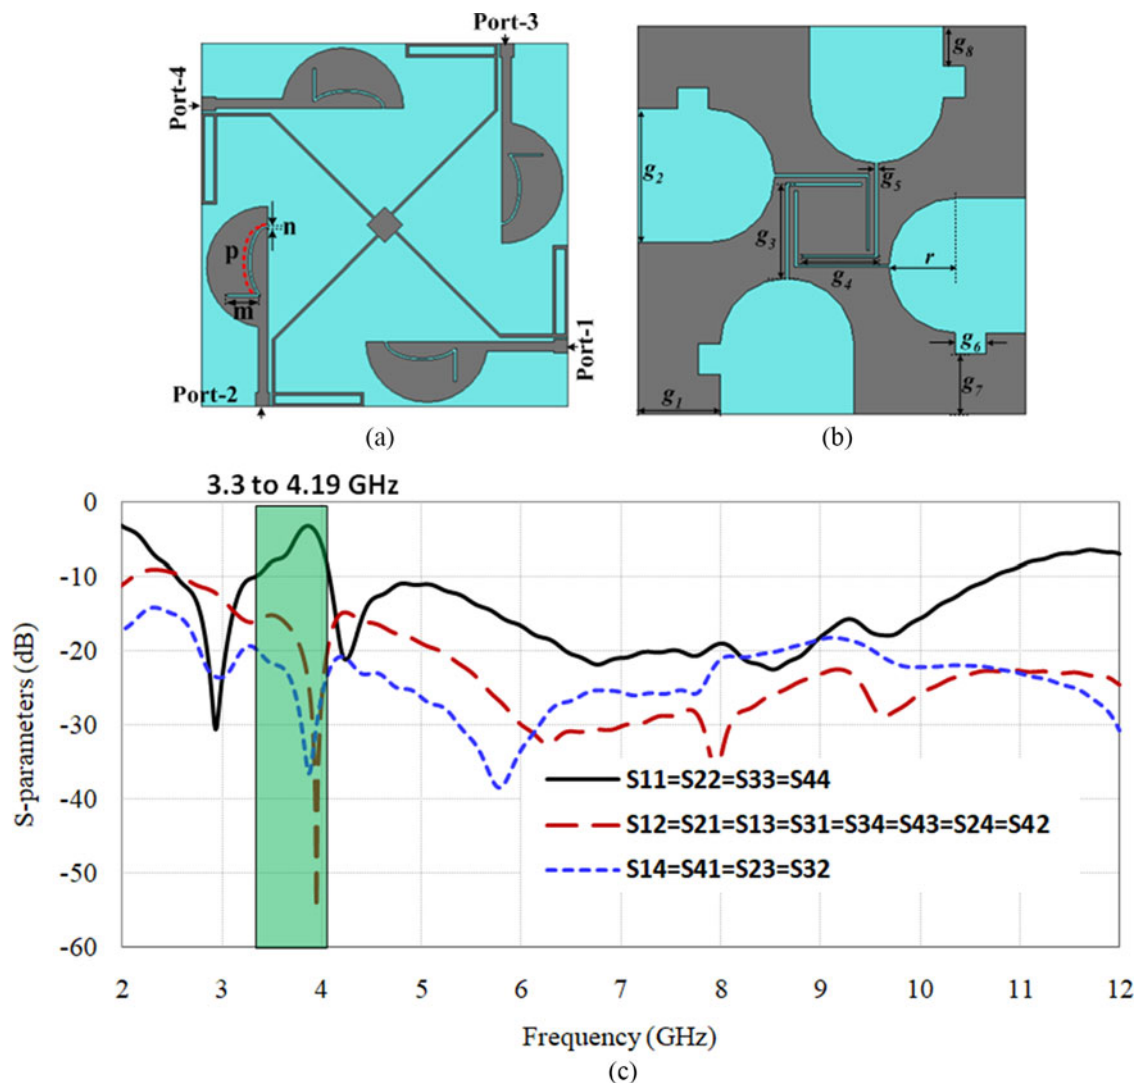 Port-3
Port-4
n
p
m
Port-1
Port-2
(a)
g8
g2
g5
g3
g4
r
g6
g7
g1
(b)
3.3 to 4.19 GHz
0
-10
-20
-30
-40
-50
-60
S-parameters (dB)
S11=S22=S33=S44
S12=S21=S13=S31=S34=S43=S24=S42
S14=S41=S23=S32
2 3 4 5 6 7 8 9 10 11 12
Frequency (GHz)
(c)